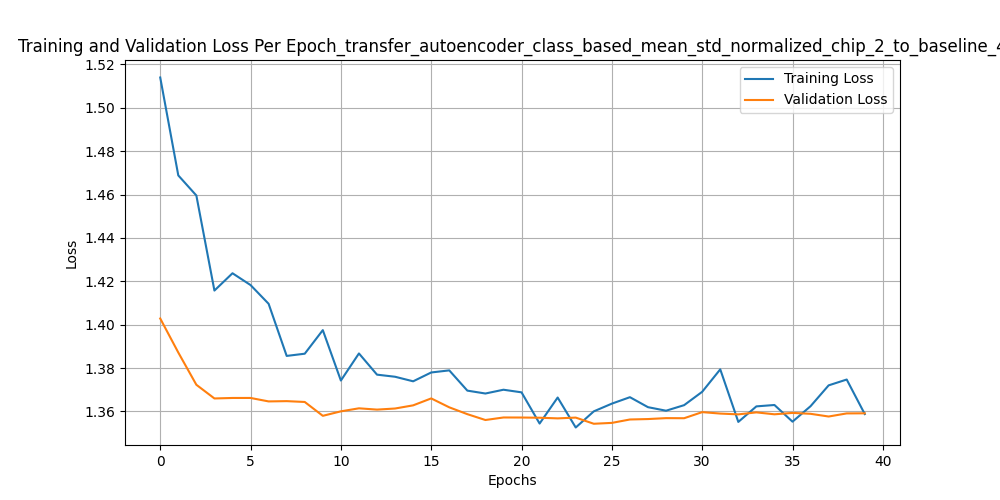 Training and Validation Loss Per Epoch_transfer_autoencoder_class_based_mean_std_normalized_chip_2_to_baseline_4
1.52
1.50
1.48
1.46
1.44
1.42
1.40
1.38
1.36
Loss
Training Loss
Validation Loss
0 5 10 15 20 25 30 35 40
Epochs